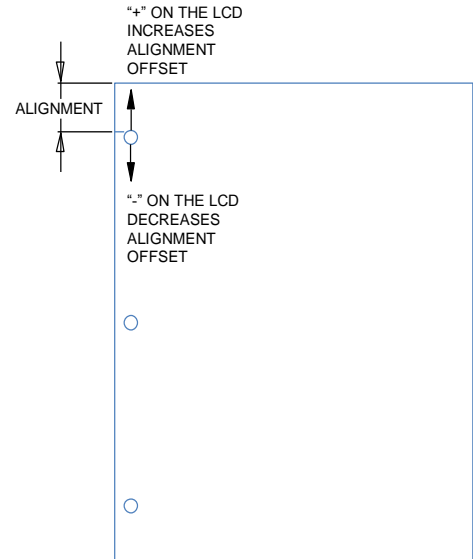 “+” ON THE LCD
INCREASES
ALIGNMENT
OFFSET
ALIGNMENT
“-” ON THE LCD
DECREASES
ALIGNMENT
OFFSET